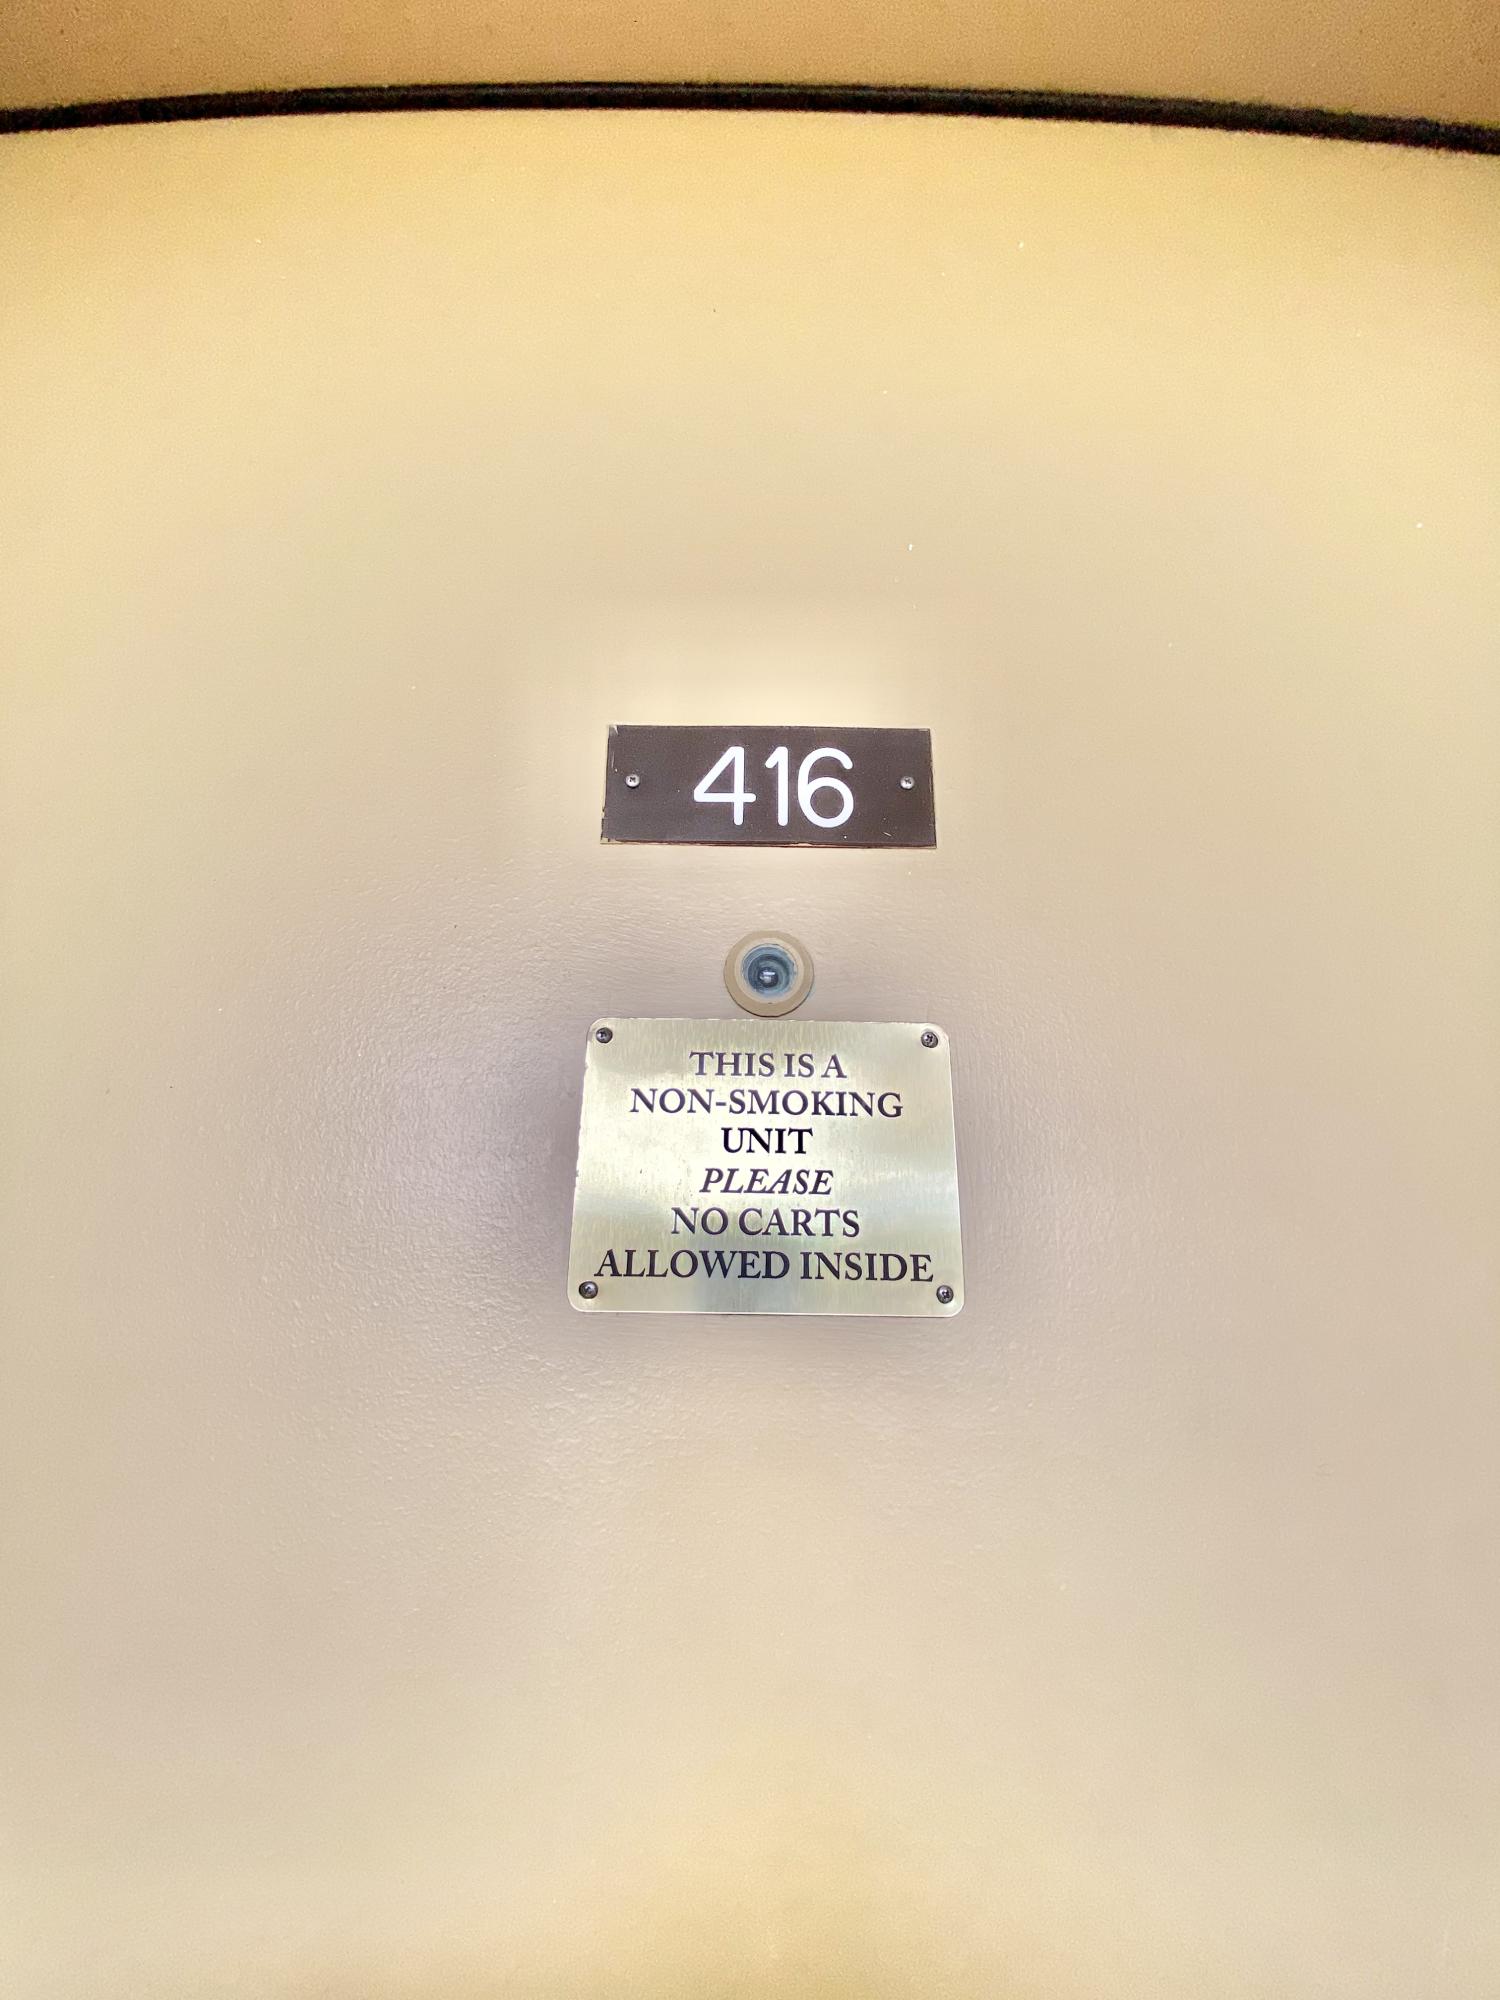 416
THIS IS A
NON-SMOKING
UNIT
PLEASE
NO CARTS
ALLOWED INSIDE